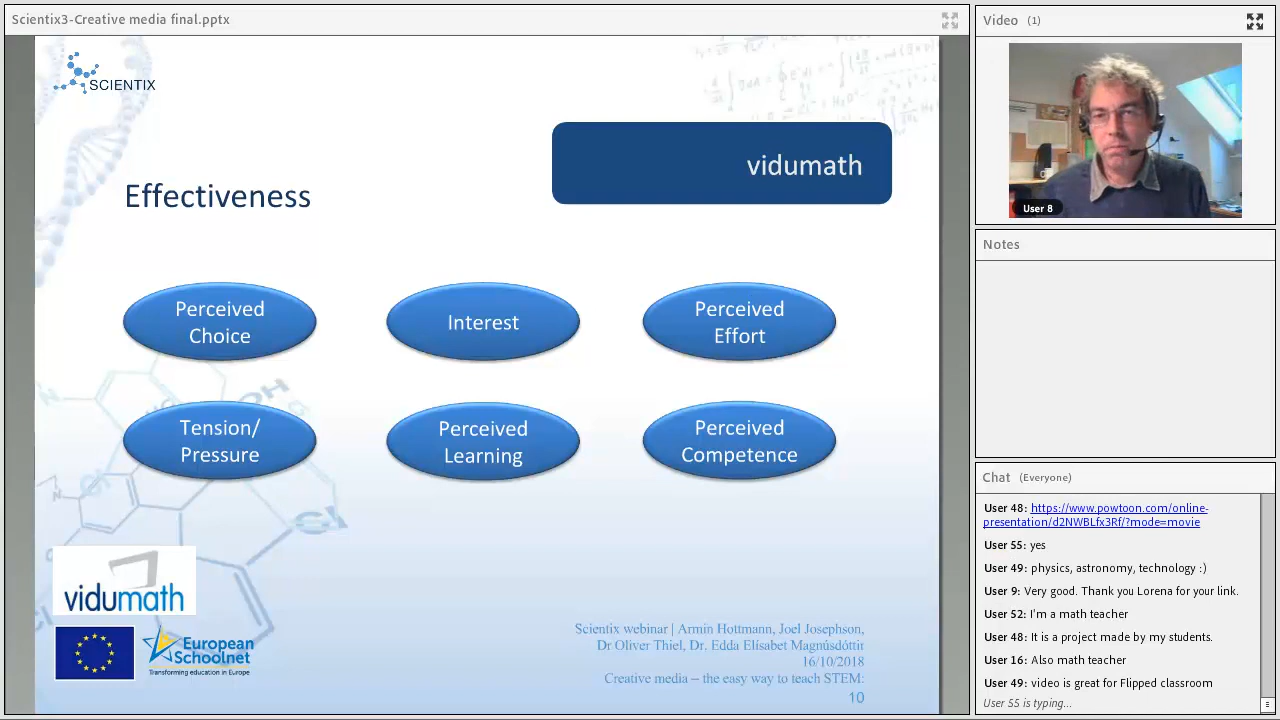 Scientix3-Creative media final.pptx
SCIENTIX
vidumath
Effectiveness
Perceived
Choice
Interest
Perceived
Effort
Tension/
Pressure
Perceived
Learning
Perceived
Competence
vidumath
European
Schoolnet
Transforming education in Europe
Scientix webinar | Armin Hottmann, Joel Josephson,
Dr Oliver Thiel, Dr. Edda Elísabet Magnúsdóttir
16/10/2018
Creative media – the easy way to teach STEM:
10
Video (1)
User 8
Notes
Chat (Everyone)
User 48: https://www.powtoon.com/online-
presentation/d2NWBLfx3Rf/?mode=movie
User 55: yes
User 49: physics, astronomy, technology :)
User 9: Very good. Thank you Lorena for your link.
User 52: I'm a math teacher
User 48: It is a project made by my students.
User 16: Also math teacher
User 49: video is great for Flipped classroom
User 55 is typing...